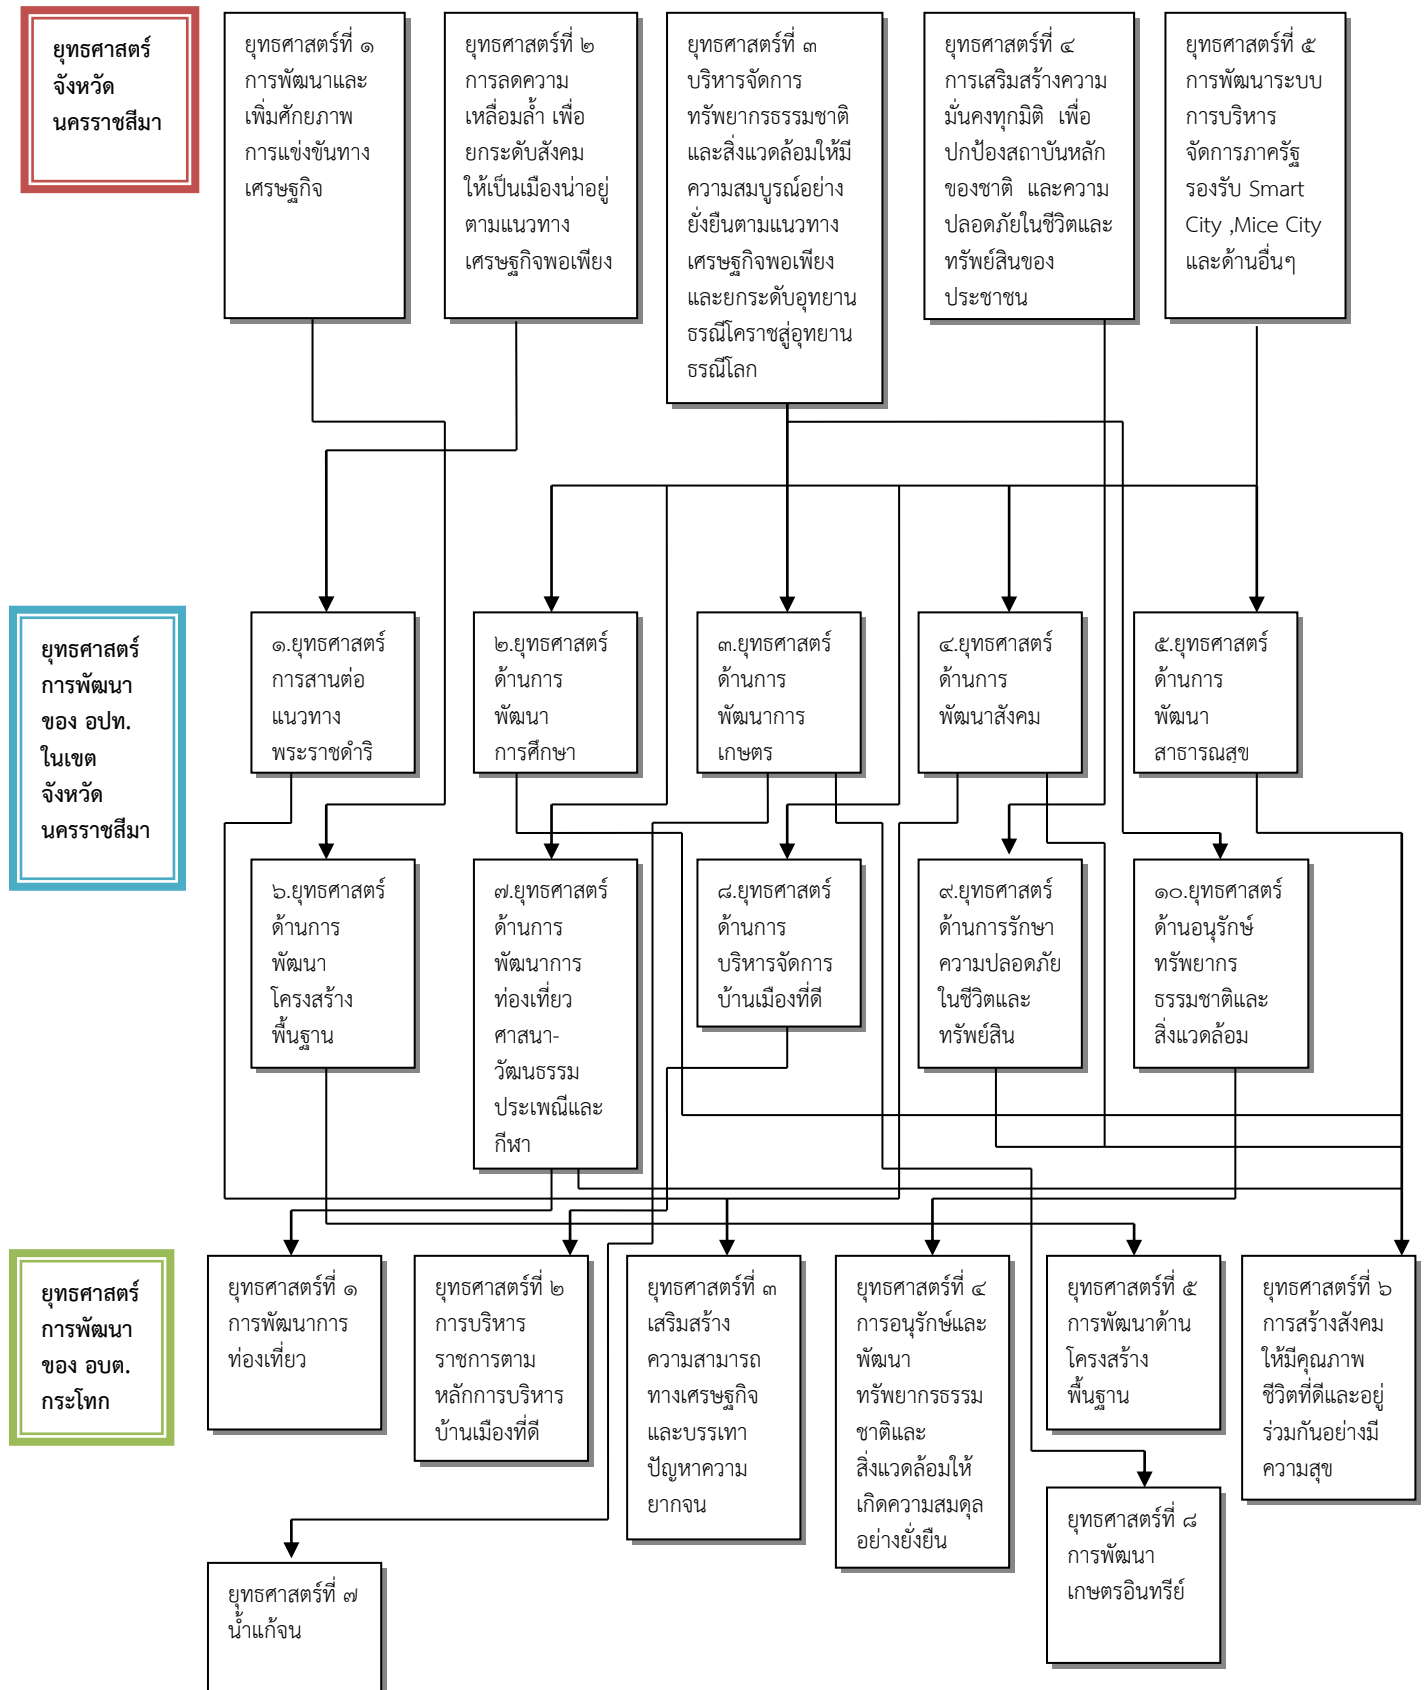 ยุทธศาสตร์
จังหวัด
นครราชสีมา
ยุทธศาสตร์ที่ ๑
การพัฒนาและ
เพิ่มศักยภาพ
การแข่งขันทาง
เศรษฐกิจ
ยุทธศาสตร์ที่ ๒
การลดความ
เหลื่อมล้ำ เพื่อ
ยกระดับสังคม
ให้เป็นเมืองน่าอยู่
ตามแนวทาง
เศรษฐกิจพอเพียง
ยุทธศาสตร์ที่ ๓
บริหารจัดการ
ทรัพยากรธรรมชาติ
และสิ่งแวดล้อมให้มี
ความสมบูรณ์อย่าง
ยั่งยืนตามแนวทาง
เศรษฐกิจพอเพียง
และยกระดับอุทยาน
ธรณีโคราชสู่อุทยาน
ธรณีโลก
ยุทธศาสตร์ที่ ๔
การเสริมสร้างความ
มั่นคงทุกมิติ เพื่อ
ปกป้องสถาบันหลัก
ของชาติ และความ
ปลอดภัยในชีวิตและ
ทรัพย์สินของ
ประชาชน
ยุทธศาสตร์ที่ ๕
การพัฒนาระบบ
การบริหาร
จัดการภาครัฐ
รองรับ Smart
City ,Mice City
และด้านอื่นๆ
ยุทธศาสตร์
การพัฒนา
ของ อปท.
ในเขต
จังหวัด
นครราชสีมา
๑.ยุทธศาสตร์
การสานต่อ
แนวทาง
พระราชดำริ
๒.ยุทธศาสตร์
ด้านการ
พัฒนา
การศึกษา
๓.ยุทธศาสตร์
ด้านการ
พัฒนาการ
เกษตร
๔.ยุทธศาสตร์
ด้านการ
พัฒนาสังคม
๕.ยุทธศาสตร์
ด้านการ
พัฒนา
สาธารณสุข
๖.ยุทธศาสตร์
ด้านการ
พัฒนา
โครงสร้าง
พื้นฐาน
๗.ยุทธศาสตร์
ด้านการ
พัฒนาการ
ท่องเที่ยว
ศาสนา-
วัฒนธรรม
ประเพณีและ
กีฬา
๘.ยุทธศาสตร์
ด้านการ
บริหารจัดการ
บ้านเมืองที่ดี
๙.ยุทธศาสตร์
ด้านการรักษา
ความปลอดภัย
ในชีวิตและ
ทรัพย์สิน
๑๐.ยุทธศาสตร์
ด้านอนุรักษ์
ทรัพยากร
ธรรมชาติและ
สิ่งแวดล้อม
ยุทธศาสตร์
การพัฒนา
ของ อบต.
กระโทก
ยุทธศาสตร์ที่ ๑
การพัฒนาการ
ท่องเที่ยว
ยุทธศาสตร์ที่ ๒
การบริหาร
ราชการตาม
หลักการบริหาร
บ้านเมืองที่ดี
ยุทธศาสตร์ที่ ๓
เสริมสร้าง
ความสามารถ
ทางเศรษฐกิจ
และบรรเทา
ปัญหาความ
ยากจน
ยุทธศาสตร์ที่ ๔
การอนุรักษ์และ
พัฒนา
ทรัพยากรธรรม
ชาติและ
สิ่งแวดล้อมให้
เกิดความสมดุล
อย่างยั่งยืน
ยุทธศาสตร์ที่ ๕
การพัฒนาด้าน
โครงสร้าง
พื้นฐาน
ยุทธศาสตร์ที่ ๖
การสร้างสังคม
ให้มีคุณภาพ
ชีวิตที่ดีและอยู่
ร่วมกันอย่างมี
ความสุข
ยุทธศาสตร์ที่ ๗
น้ำแก้จน
ยุทธศาสตร์ที่ ๘
การพัฒนา
เกษตรอินทรีย์